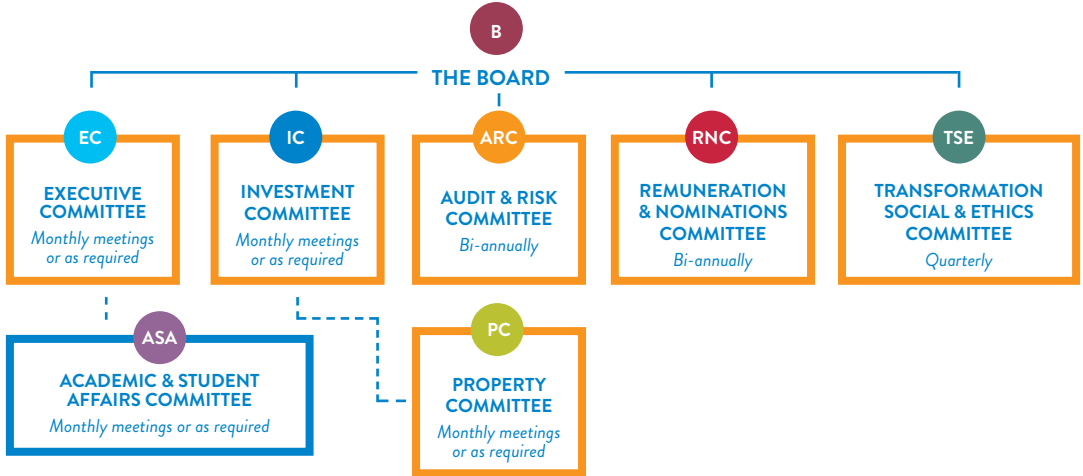 B
THE BOARD
EC
EXECUTIVE
COMMITTEE
Monthly meetings
or as required
IC
INVESTMENT
COMMITTEE
Monthly meetings
or as required
ARC
AUDIT & RISK
COMMITTEE
Bi-annually
RNC
REMUNERATION
& NOMINATIONS
COMMITTEE
Bi-annually
TSE
TRANSFORMATION
SOCIAL & ETHICS
COMMITTEE
Quarterly
ASA
ACADEMIC & STUDENT
AFFAIRS COMMITTEE
Monthly meetings or as required
PC
PROPERTY
COMMITTEE
Monthly meetings
or as required